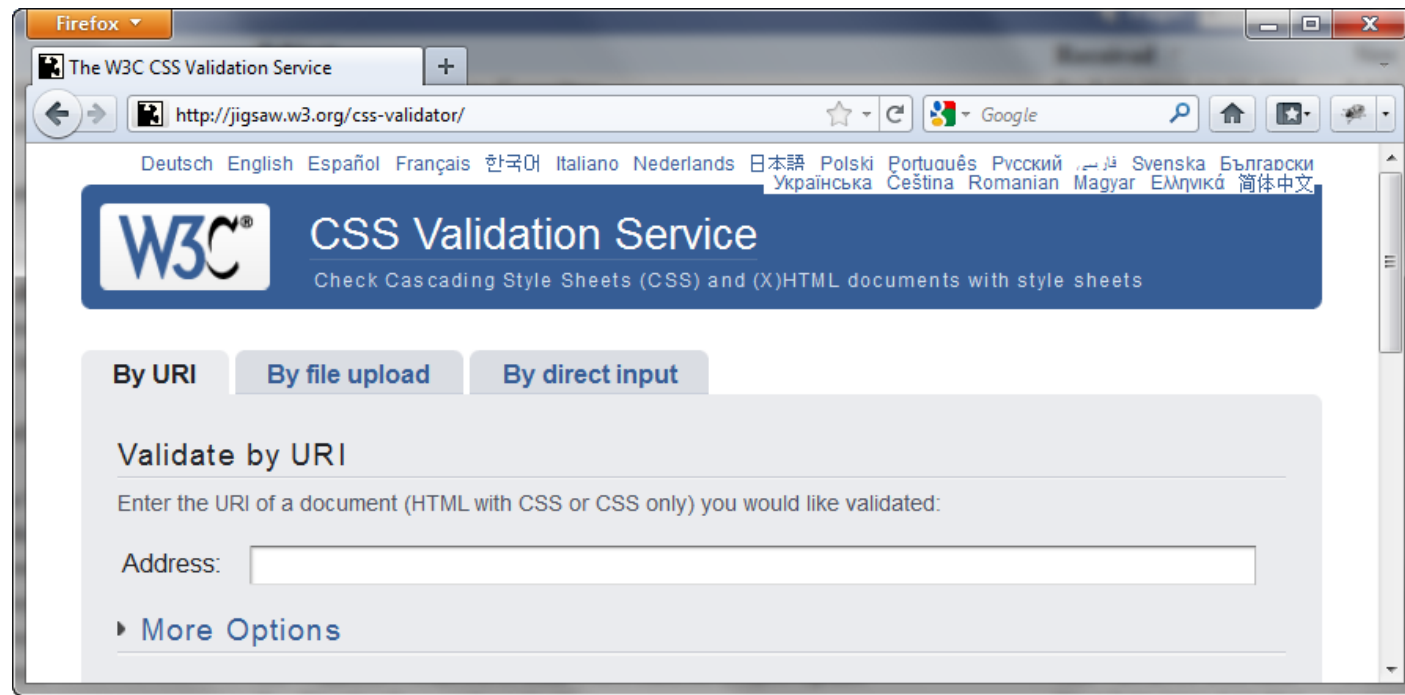 Firefox
The W3C CSS Validation Service
http://jigsaw.w3.org/css-validator/
Google
Deutsch English Español Français 한국어 Italiano Nederlands 日本語 Polski Português Русский فارسی Svenska Български
Українська Čeština Romanian Magyar Ελληνικά 简体中文
W3C®
CSS Validation Service
Check Cascading Style Sheets (CSS) and (X)HTML documents with style sheets
By URI By file upload By direct input
Validate by URI
Enter the URI of a document (HTML with CSS or CSS only) you would like validated:
Address:
More Options